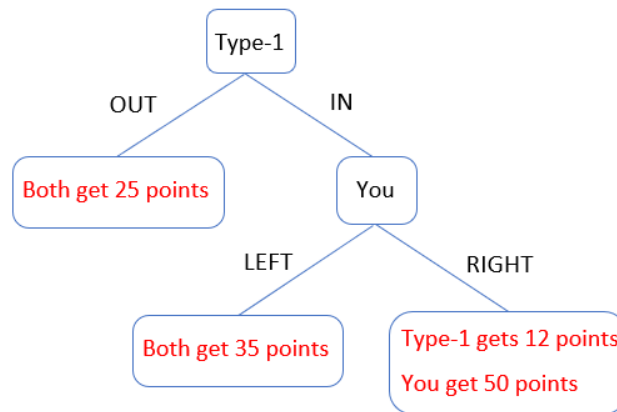 Type-1
OUT
IN
Both get 25 points
You
LEFT
RIGHT
Both get 35 points
Type-1 gets 12 points
You get 50 points